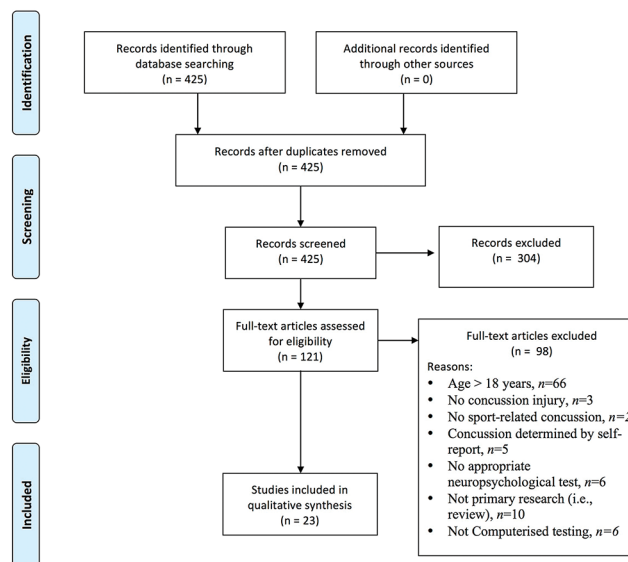 Identification
Records identified through
database searching
(n = 425)
Additional records identified
through other sources
(n = 0)
Records after duplicates removed
(n = 425)
Screening
Records screened
(n = 425)
Records excluded
(n = 304)
Eligibility
Full-text articles assessed
for eligibility
(n = 121)
Full-text articles excluded
(n = 98)
Reasons:
• Age > 18 years, n=66
• No concussion injury, n=3
• No sport-related concussion, n=2
• Concussion determined by self-
report, n=5
• No appropriate
neuropsychological test, n=6
• Not primary research (i.e.,
review), n=10
• Not Computerised testing, n=6
Included
Studies included in
qualitative synthesis
(n = 23)